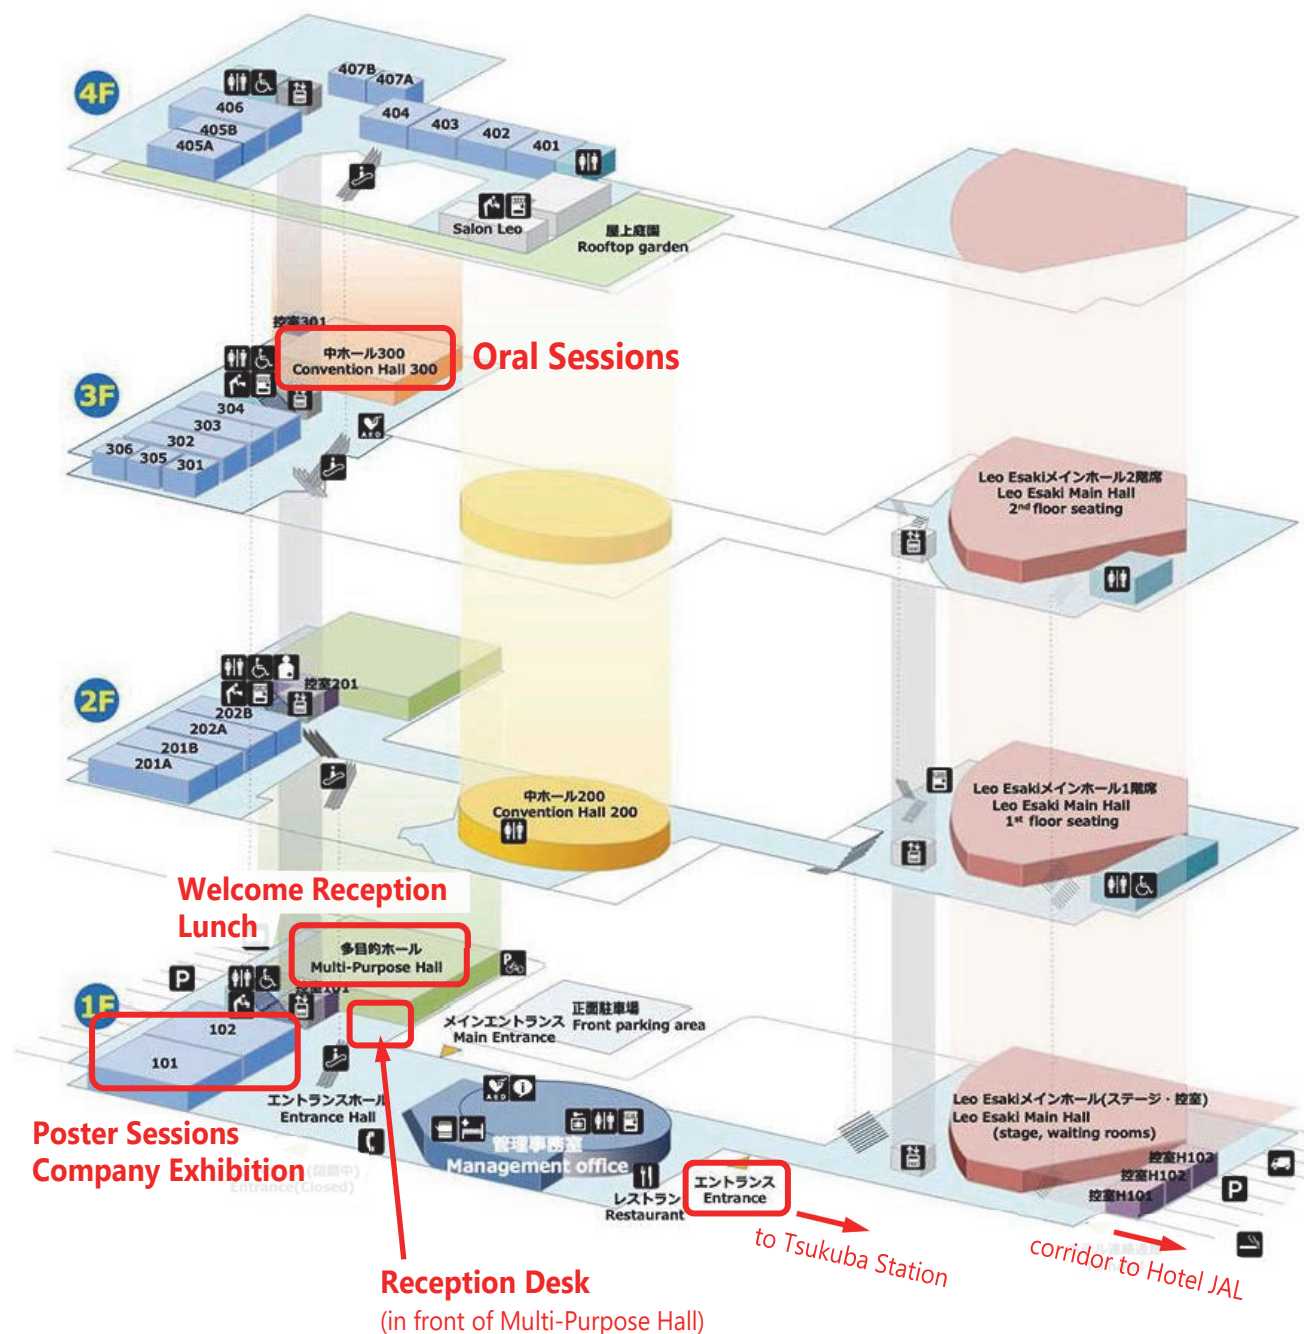 4F
407B
407A
406
405B
405A
404
403
402
401
Salon Leo
屋上庭園
Rooftop garden
控室301
中ホール300
Convention Hall 300
Oral Sessions
3F
304
303
302
306
305
301
AED
Leo Esakiメインホール2階席
Leo Esaki Main Hall
2nd floor seating
2F
控室201
202B
202A
201B
201A
中ホール200
Convention Hall 200
Leo Esakiメインホール1階席
Leo Esaki Main Hall
1st floor seating
Welcome Reception
Lunch
多目的ホール
Multi-Purpose Hall
P
P
控室101
1F
102
101
正面駐車場
Front parking area
メインエントランス
Main Entrance
エントランスホール
Entrance Hall
AED
Poster Sessions
Company Exhibition
(閉鎖中)
Entrance(Closed)
管理事務室
Management office
レストラン
Restaurant
エントランス
Entrance
Leo Esakiメインホール(ステージ・控室)
Leo Esaki Main Hall
(stage, waiting rooms)
控室H103
控室H102
控室H101
P
to Tsukuba Station
corridor to Hotel JAL
Reception Desk
(in front of Multi-Purpose Hall)